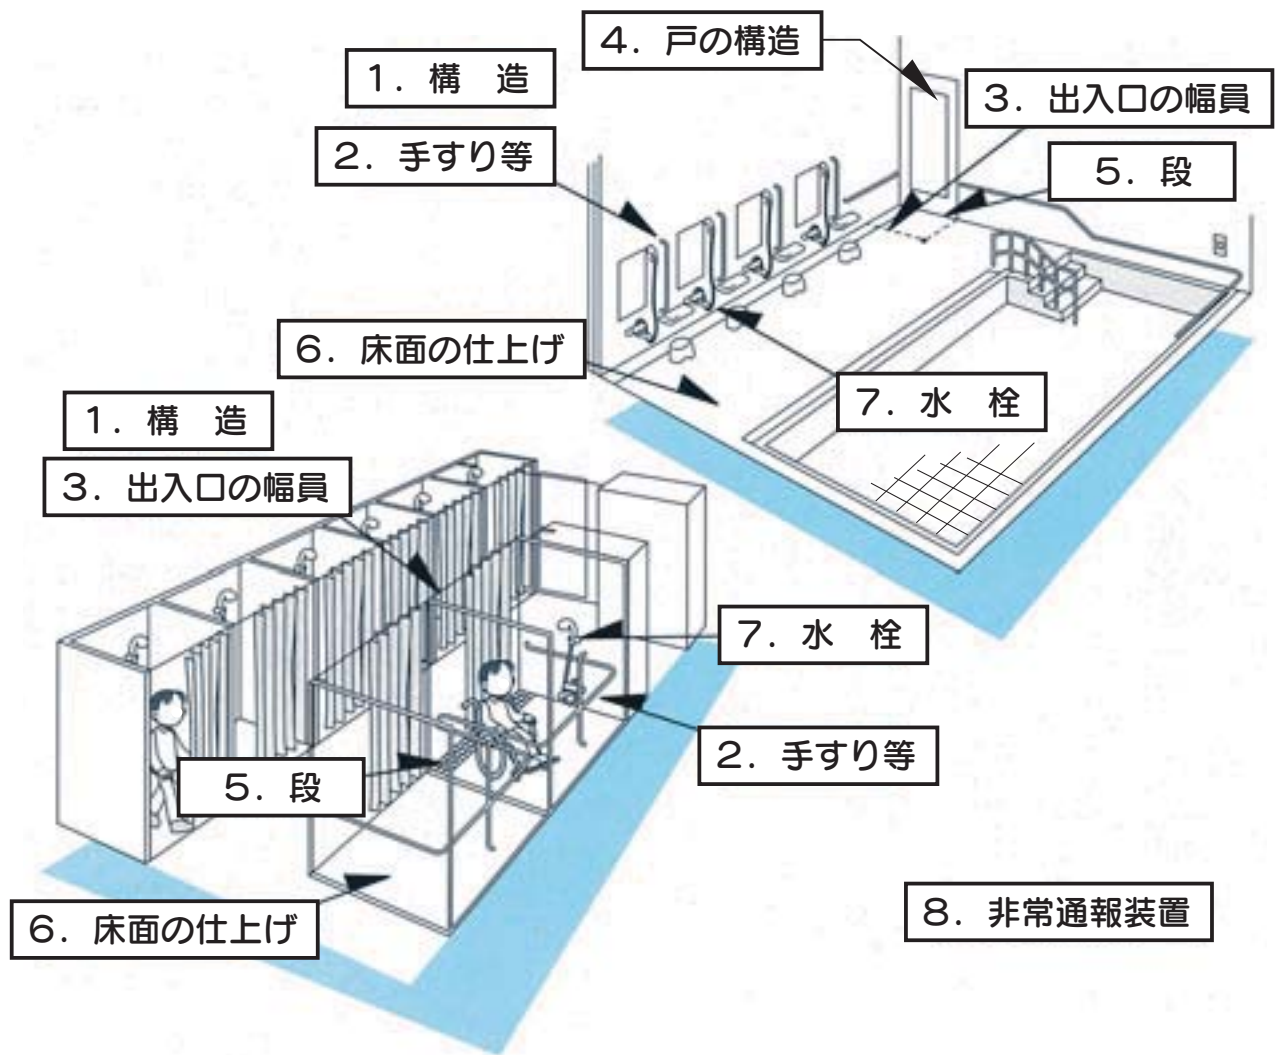 4．戸の構造
1．構　造
3．出入口の幅員
2．手すり等
5．段
6．床面の仕上げ
7．水　栓
1．構　造
3．出入口の幅員
7．水　栓
2．手すり等
5．段
6．床面の仕上げ
8．非常通報装置